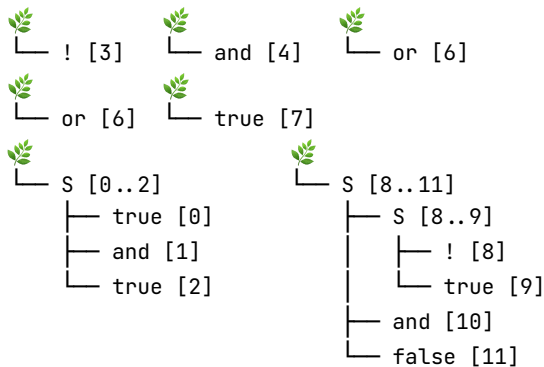 ! [3] and [4] or [6]
or [6] true [7]
S [0..2] S [8..11]
true [0] S [8..9]
and [1] ! [8]
true [2] true [9]
and [10]
false [11]